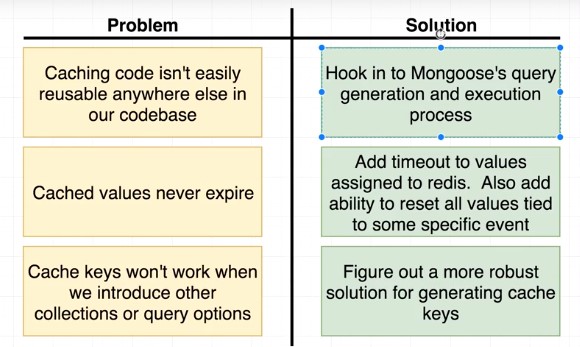 Problem
Solution
Caching code isn't easily
reusable anywhere else in
our codebase
Hook in to Mongoose's query
generation and execution
process
Cached values never expire
Add timeout to values
assigned to redis.  Also add
ability to reset all values tied
to some specific event
Cache keys won't work when
we introduce other
collections or query options
Figure out a more robust
solution for generating cache
keys